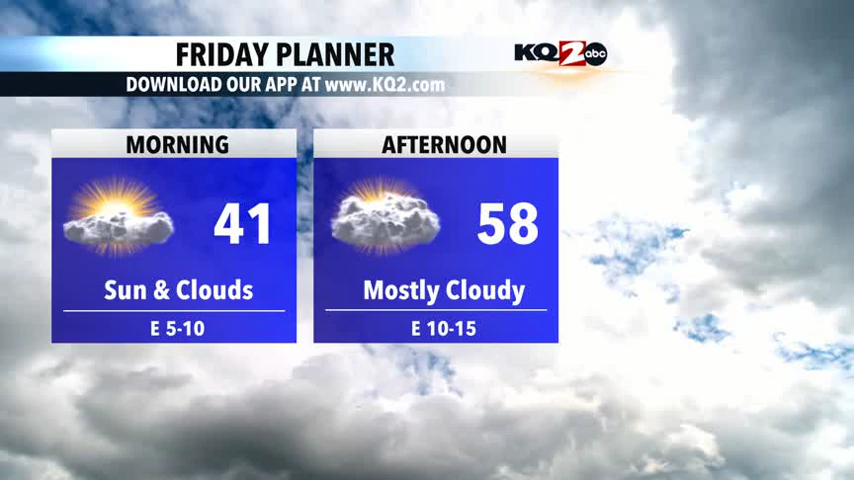 FRIDAY PLANNER
KQ2 abc
DOWNLOAD OUR APP AT www.KQ2.com
MORNING
41
Sun & Clouds
E 5-10
AFTERNOON
58
Mostly Cloudy
E 10-15